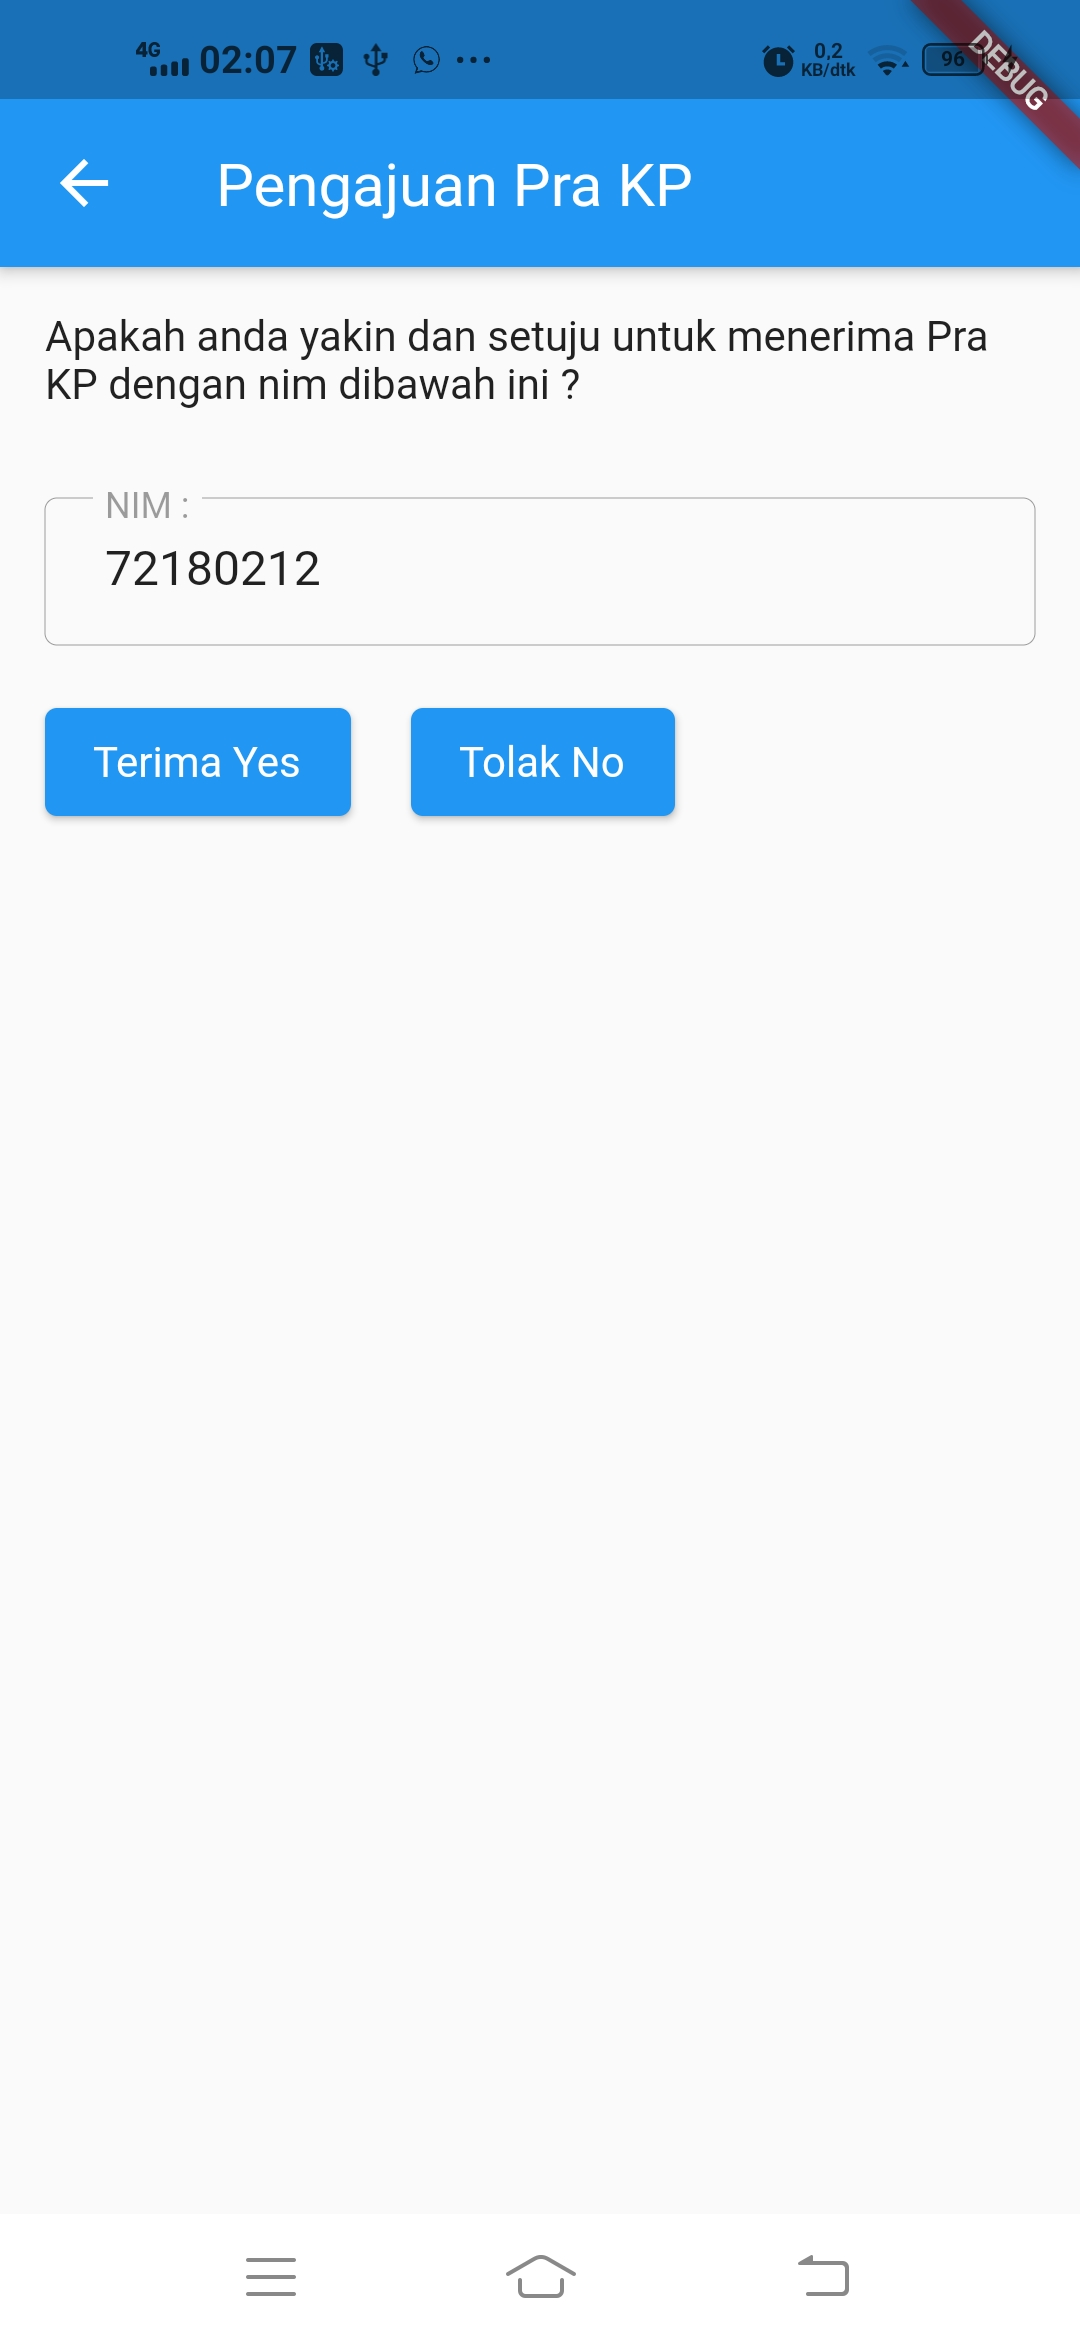 4G 02:07 0,2 KB/dtk 96
DEBUG
Pengajuan Pra KP
Apakah anda yakin dan setuju untuk menerima Pra
KP dengan nim dibawah ini ?
NIM :
72180212
Terima Yes Tolak No